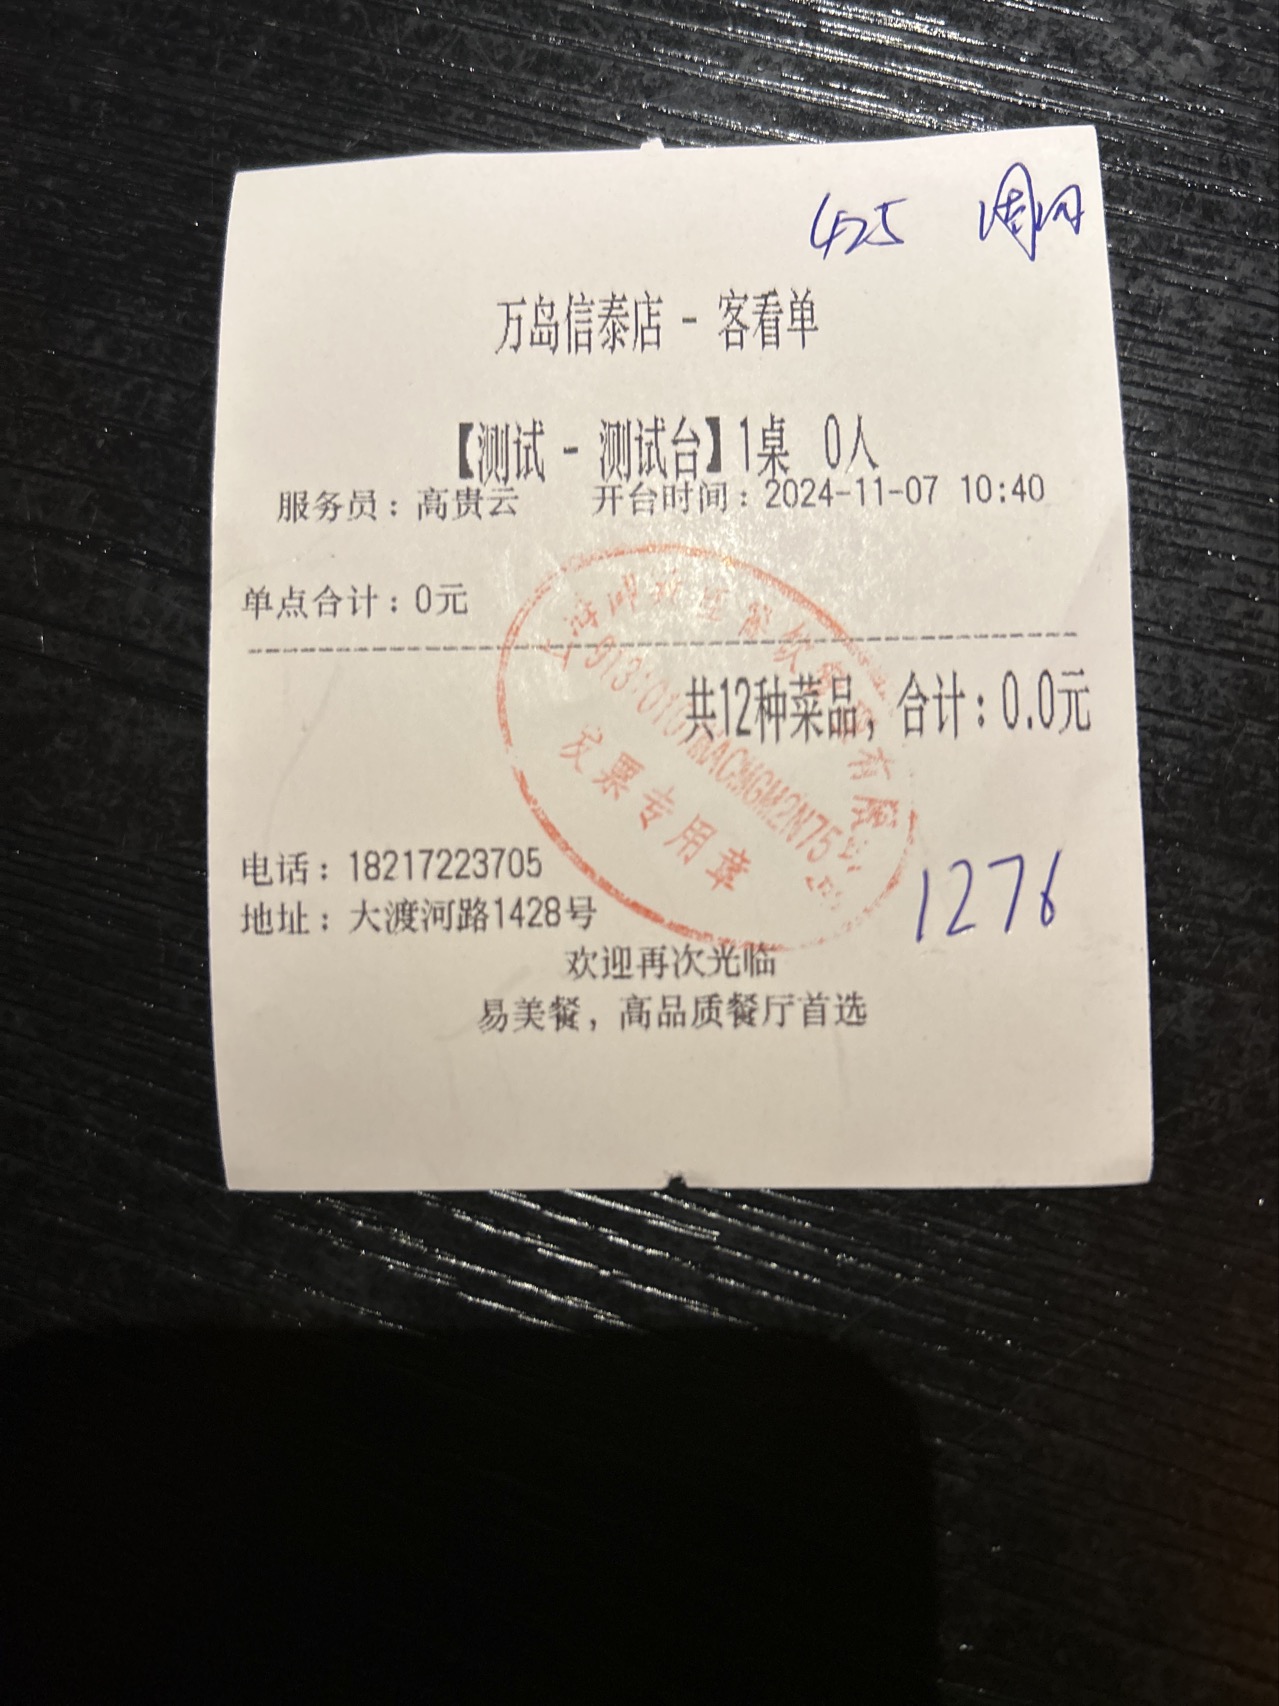 425
万岛信泰店 - 客看单
【测试 - 测试台】1桌 0人
服务员：高贵云 开台时间：2024-11-07 10:40
单点合计：0元
共12种菜品，合计：0.0元
发票专用章
电话：18217223705
地址：大渡河路1428号
1276
欢迎再次光临
易美餐，高品质餐厅首选